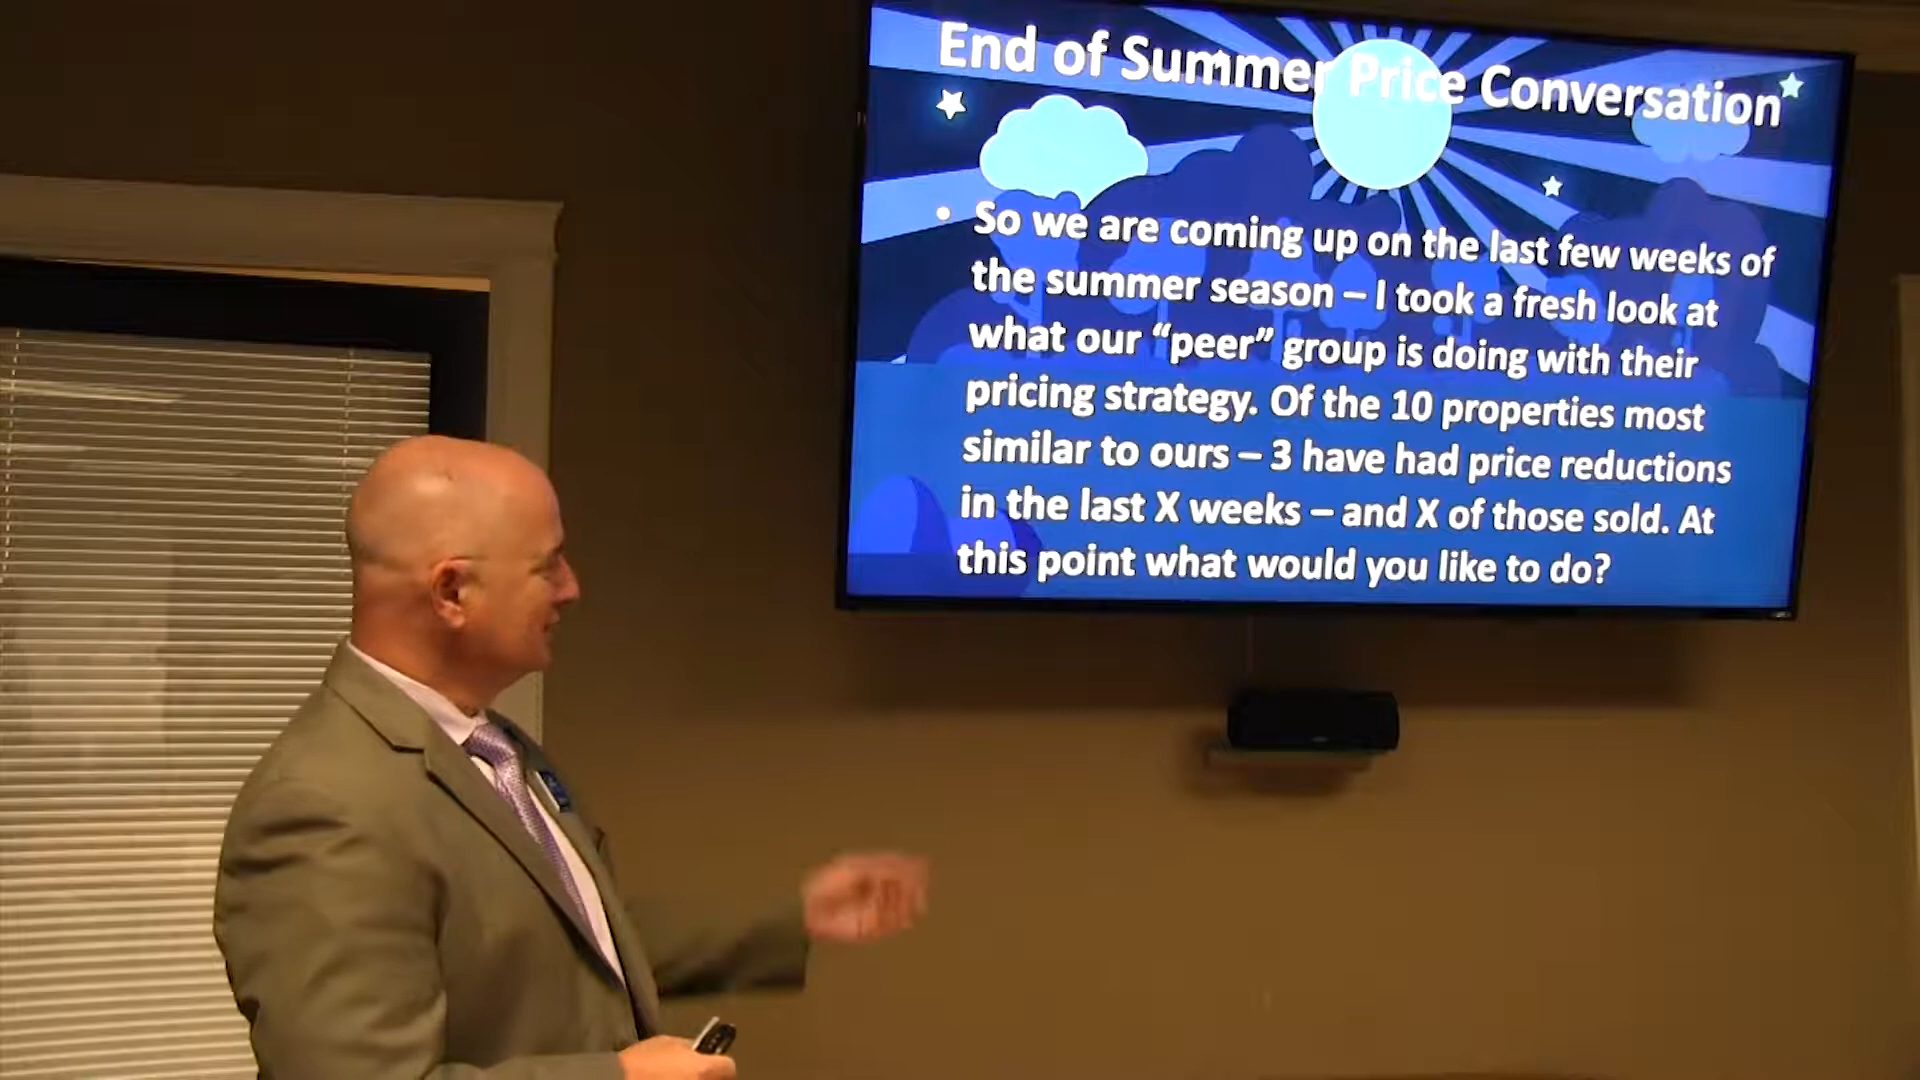 End of Summer Price Conversation
• So we are coming up on the last few weeks of
the summer season – I took a fresh look at
what our “peer” group is doing with their
pricing strategy. Of the 10 properties most
similar to ours – 3 have had price reductions
in the last X weeks – and X of those sold. At
this point what would you like to do?